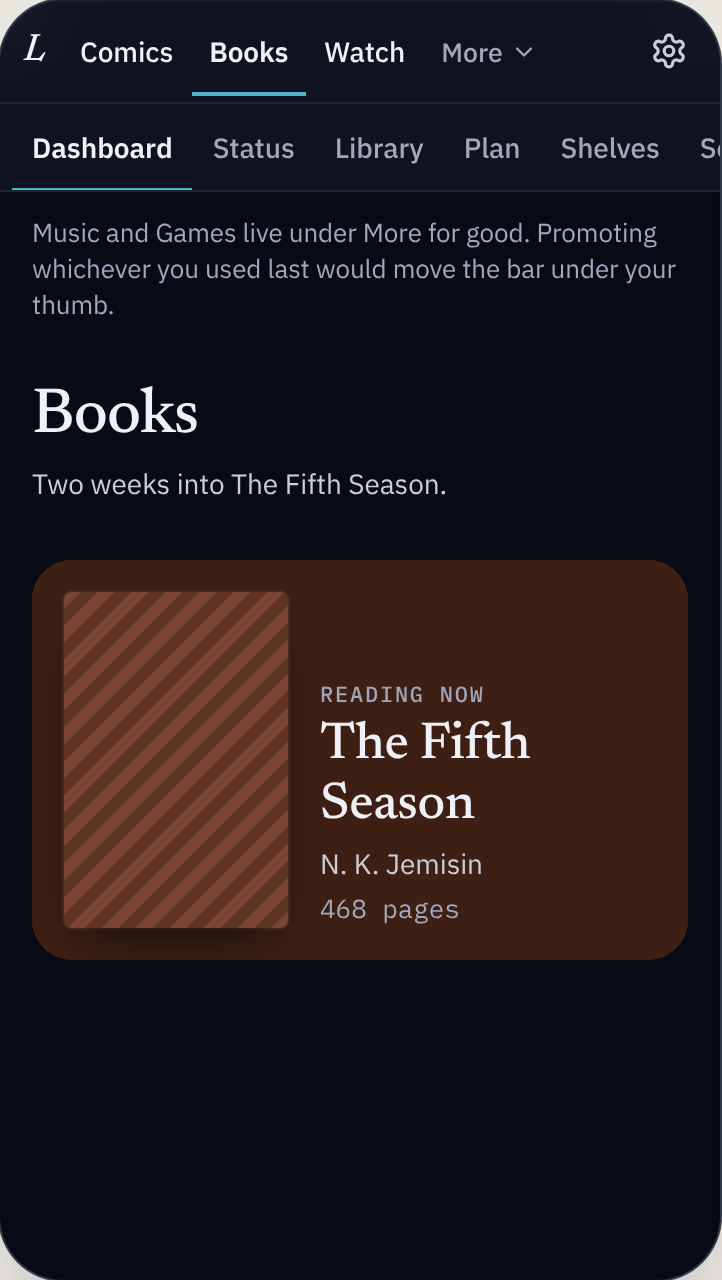 L Comics Books Watch More
Dashboard Status Library Plan Shelves
Music and Games live under More for good. Promoting
whichever you used last would move the bar under your
thumb.
Books
Two weeks into The Fifth Season.
READING NOW
The Fifth
Season
N. K. Jemisin
468 pages